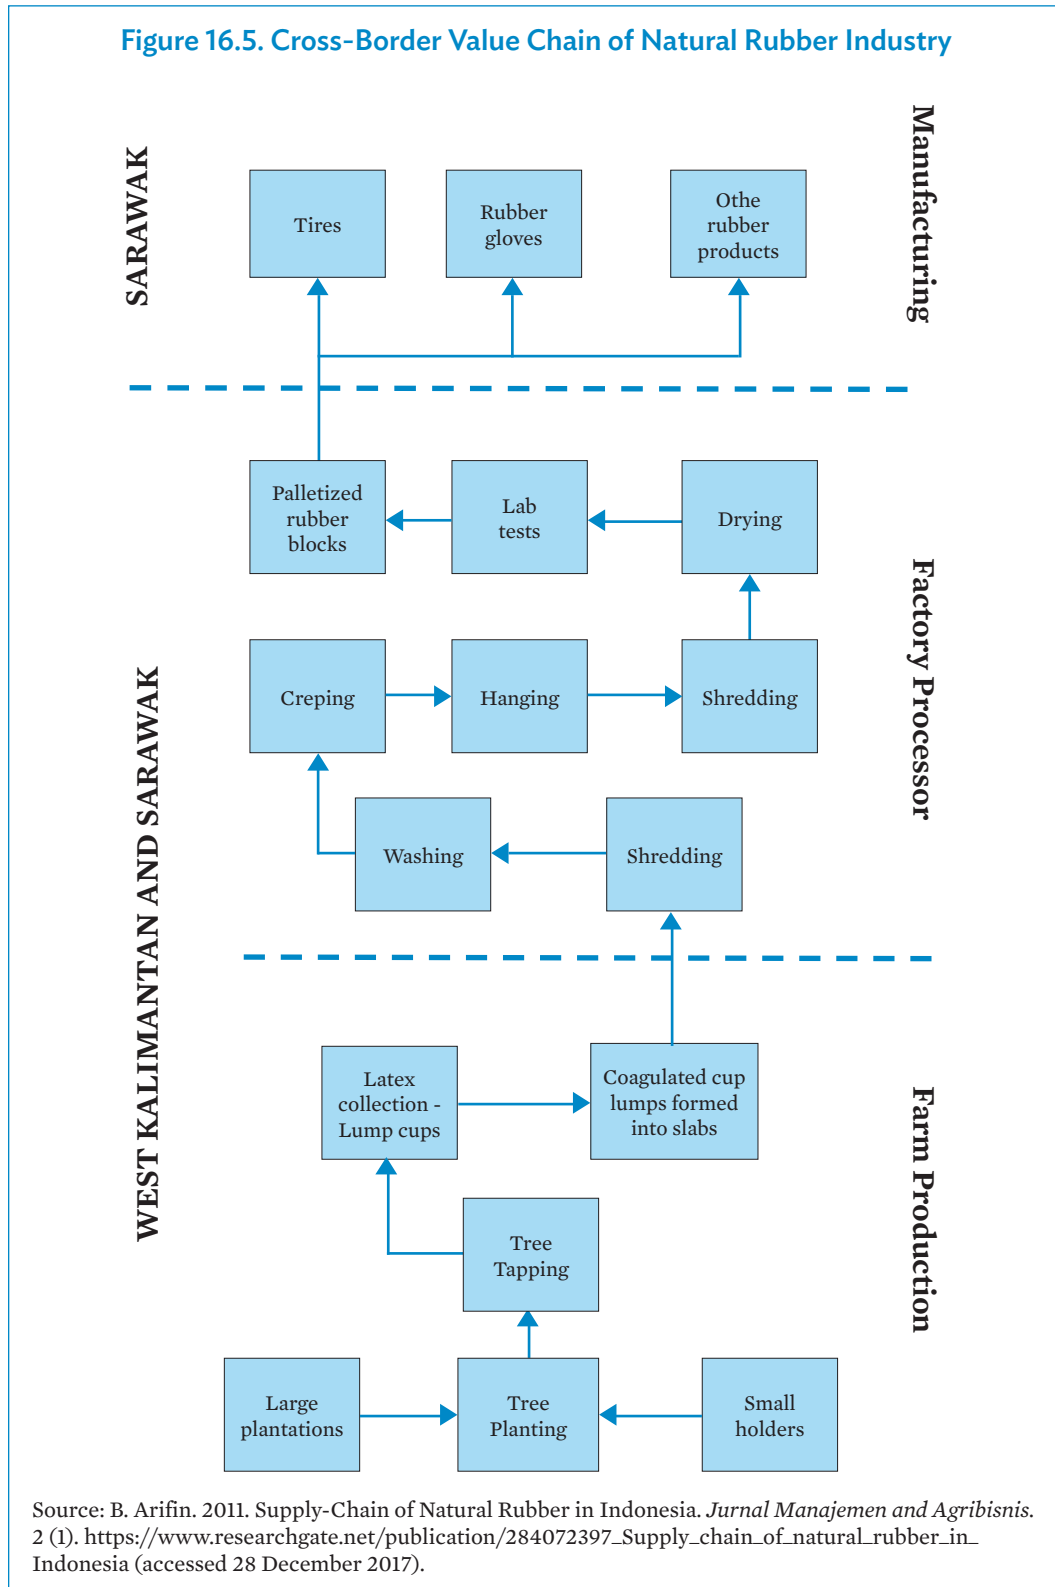 Figure 16.5. Cross-Border Value Chain of Natural Rubber Industry
SARAWAK
Manufacturing
Tires
Rubber
gloves
Othe
rubber
products
WEST KALIMANTAN AND SARAWAK
Factory Processor
Palletized
rubber
blocks
Lab
tests
Drying
Creping
Hanging
Shredding
Washing
Shredding
Farm Production
Latex
collection -
Lump cups
Coagulated cup
lumps formed
into slabs
Tree
Tapping
Large
plantations
Tree
Planting
Small
holders
Source: B. Arifin. 2011. Supply-Chain of Natural Rubber in Indonesia. Jurnal Manajemen and Agribisnis.
2 (1). https://www.researchgate.net/publication/284072397_Supply_chain_of_natural_rubber_in_
Indonesia (accessed 28 December 2017).